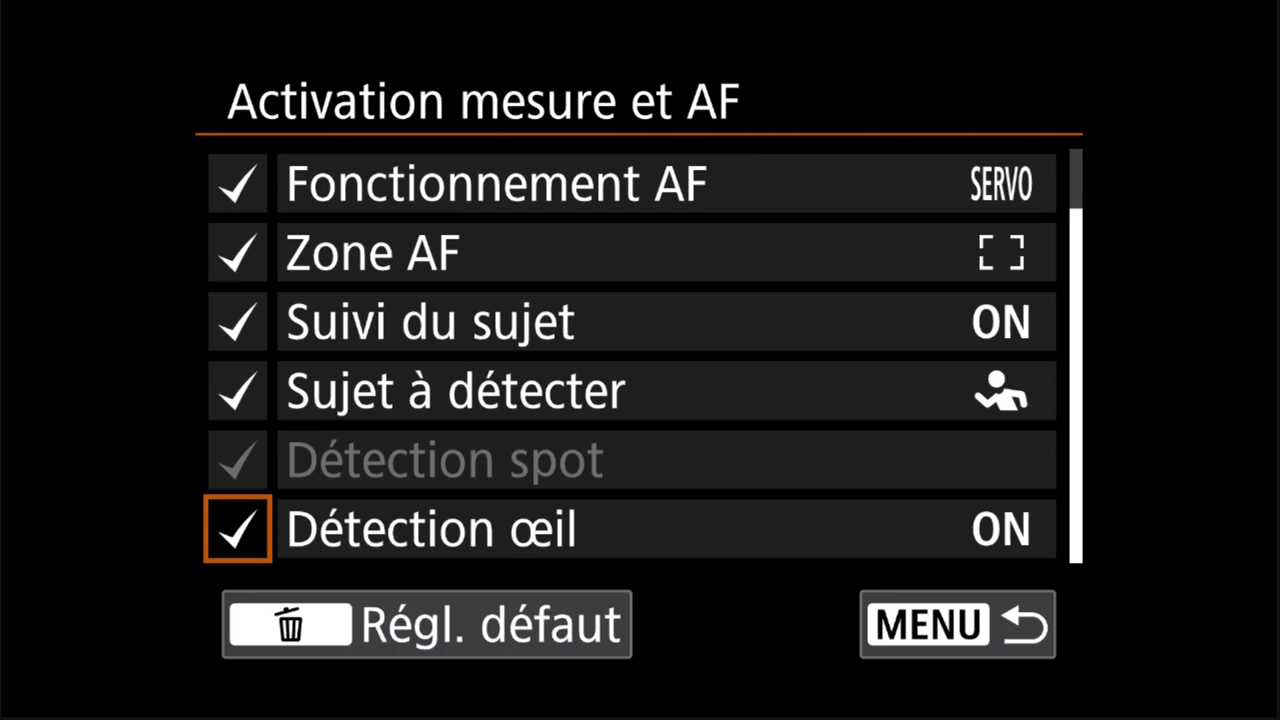 Activation mesure et AF
Fonctionnement AF SERVO
Zone AF
Suivi du sujet ON
Sujet à détecter
Détection spot
Détection œil ON
Régl. défaut MENU